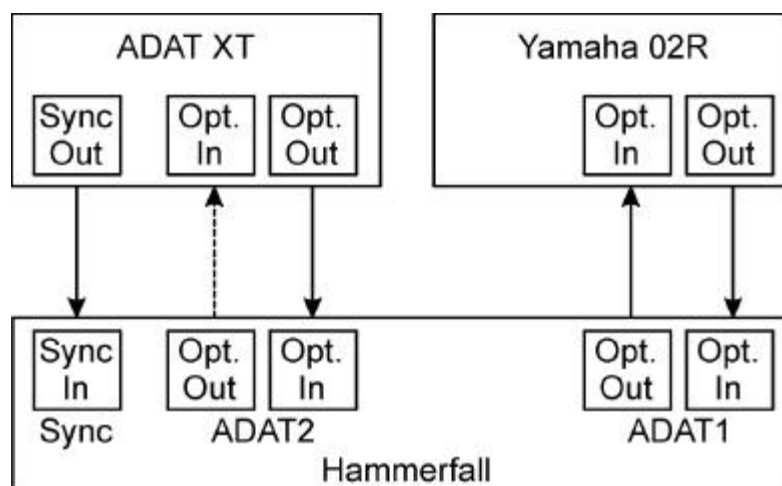 ADAT XT
Yamaha 02R
Sync
Out
Opt.
In
Opt.
Out
Opt.
In
Opt.
Out
Sync
In
Opt.
Out
Opt.
In
Opt.
Out
Opt.
In
Sync
ADAT2
ADAT1
Hammerfall